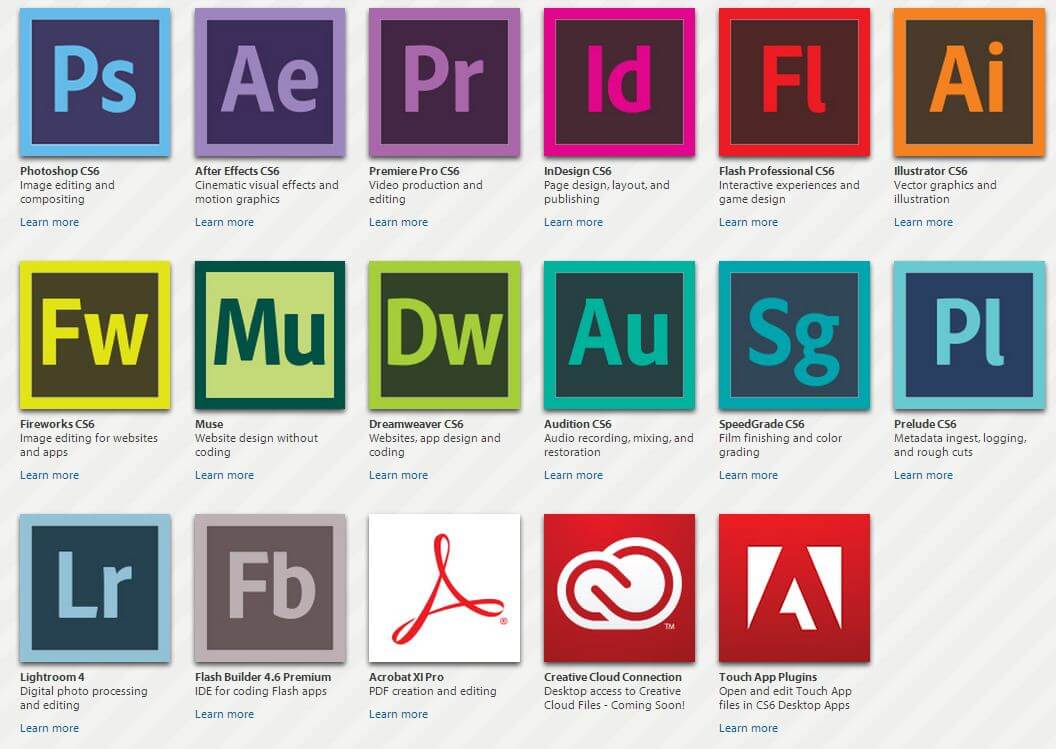 Ps
Ae
Pr
Id
Fl
Ai
Photoshop CS6
Image editing and
compositing
Learn more
After Effects CS6
Cinematic visual effects and
motion graphics
Learn more
Premiere Pro CS6
Video production and
editing
Learn more
InDesign CS6
Page design, layout, and
publishing
Learn more
Flash Professional CS6
Interactive experiences and
game design
Learn more
Illustrator CS6
Vector graphics and
illustration
Learn more
Fw
Mu
Dw
Au
Sg
Pl
Fireworks CS6
Image editing for websites
and apps
Learn more
Muse
Website design without
coding
Learn more
Dreamweaver CS6
Websites, app design and
coding
Learn more
Audition CS6
Audio recording, mixing, and
restoration
Learn more
SpeedGrade CS6
Film finishing and color
grading
Learn more
Prelude CS6
Metadata ingest, logging,
and rough cuts
Learn more
Lr
Fb
®
TM
Lightroom 4
Digital photo processing
and editing
Learn more
Flash Builder 4.6 Premium
IDE for coding Flash apps
Learn more
Acrobat XI Pro
PDF creation and editing
Learn more
Creative Cloud Connection
Desktop access to Creative
Cloud Files - Coming Soon!
Touch App Plugins
Open and edit Touch App
files in CS6 Desktop Apps
Learn more